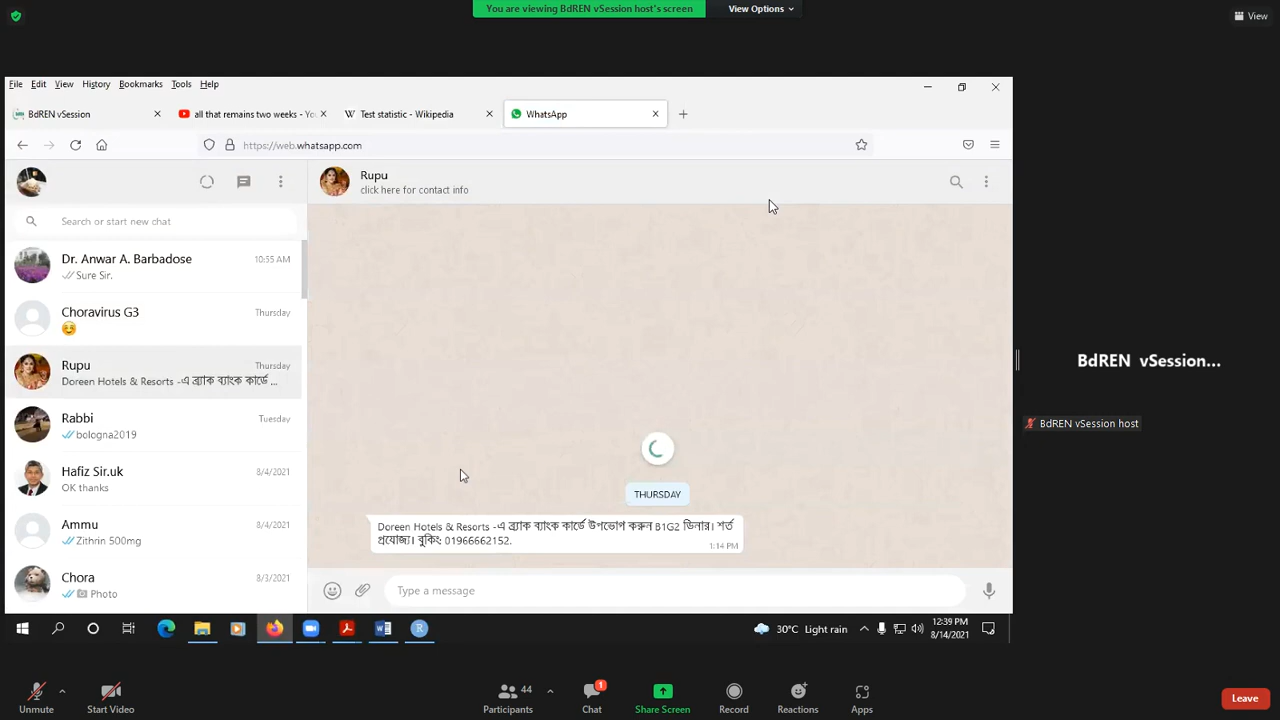 You are viewing BdREN vSession host's screen
View Options
View
File Edit View History Bookmarks Tools Help
BdREN vSession
all that remains two weeks - Yo
Test statistic - Wikipedia
WhatsApp
https://web.whatsapp.com
Rupu
click here for contact info
Search or start new chat
Dr. Anwar A. Barbadose 10:55 AM
Sure Sir.
Choravirus G3 Thursday
Rupu Thursday
Doreen Hotels & Resorts -এ ব্র্যাক ব্যাংক কার্ডে ...
Rabbi Tuesday
bologna2019
Hafiz Sir.uk 8/4/2021
OK thanks
Ammu 8/4/2021
Zithrin 500mg
Chora 8/3/2021
Photo
THURSDAY
Doreen Hotels & Resorts -এ ব্র্যাক ব্যাংক কার্ডে উপভোগ করুন B1G2 ডিনার। শর্ত
প্রযোজ্য। বুকিং: 01966662152.
1:14 PM
Type a message
BdREN vSession...
BdREN vSession host
30°C Light rain
12:39 PM
8/14/2021
Unmute
Start Video
44
Participants
1
Chat
Share Screen
Record
Reactions
Apps
Leave